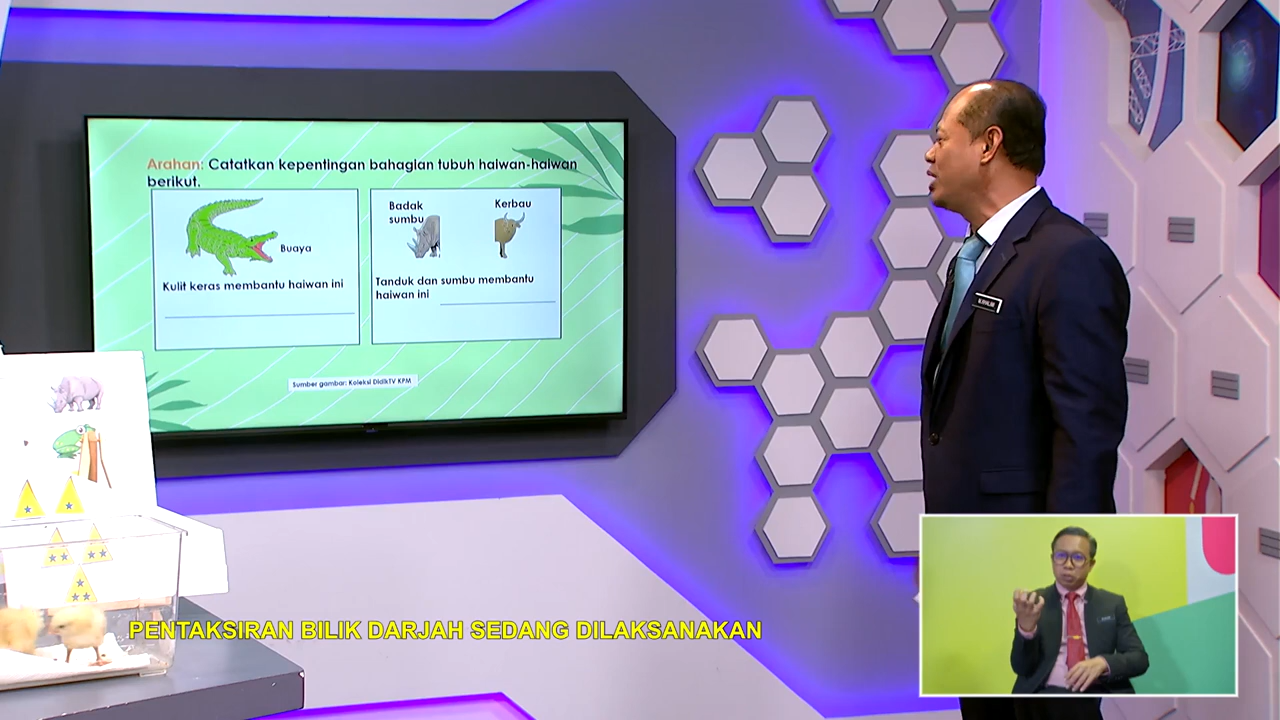 Arahan: Catatkan kepentingan bahagian tubuh haiwan-haiwan
berikut.
Buaya
Kulit keras membantu haiwan ini
Badak
sumbu
Kerbau
Tanduk dan sumbu membantu
haiwan ini
Sumber gambar: Koleksi DidikTV KPM
PENTAKSIRAN BILIK DARJAH SEDANG DILAKSANAKAN